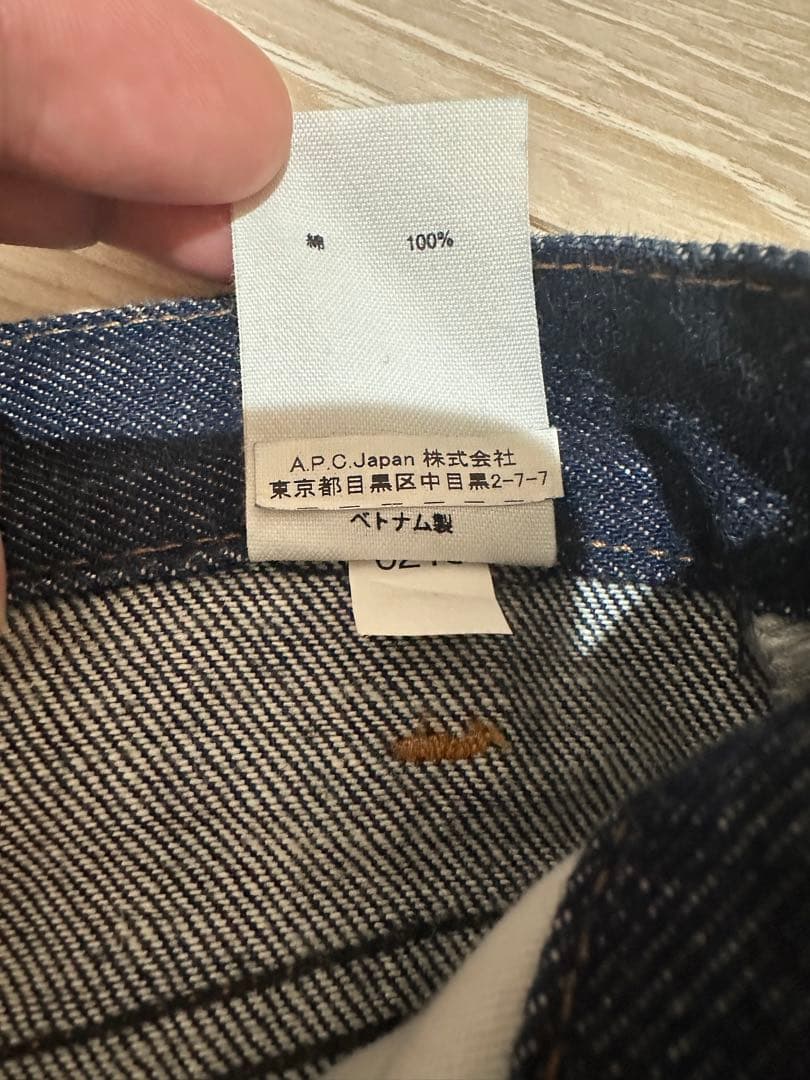 綿 100%
A.P.C.Japan 株式会社
東京都目黒区中目黒2-7-7
ベトナム製